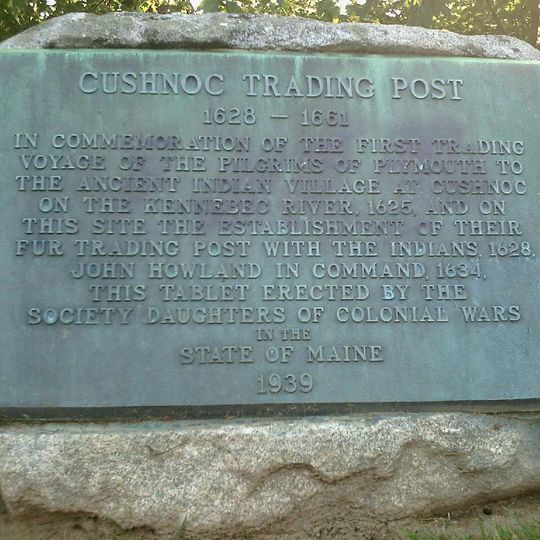 CUSHNOC TRADING POST
1628 — 1661
IN COMMEMORATION OF THE FIRST TRADING
VOYAGE OF THE PILGRIMS OF PLYMOUTH TO
THE ANCIENT INDIAN VILLAGE AT CUSHNOC
ON THE KENNEBEC RIVER, 1625, AND ON
THIS SITE THE ESTABLISHMENT OF THEIR
FUR TRADING POST WITH THE INDIANS, 1628,
JOHN HOWLAND IN COMMAND, 1634,
THIS TABLET ERECTED BY THE
SOCIETY DAUGHTERS OF COLONIAL WARS
IN THE
STATE OF MAINE
1939